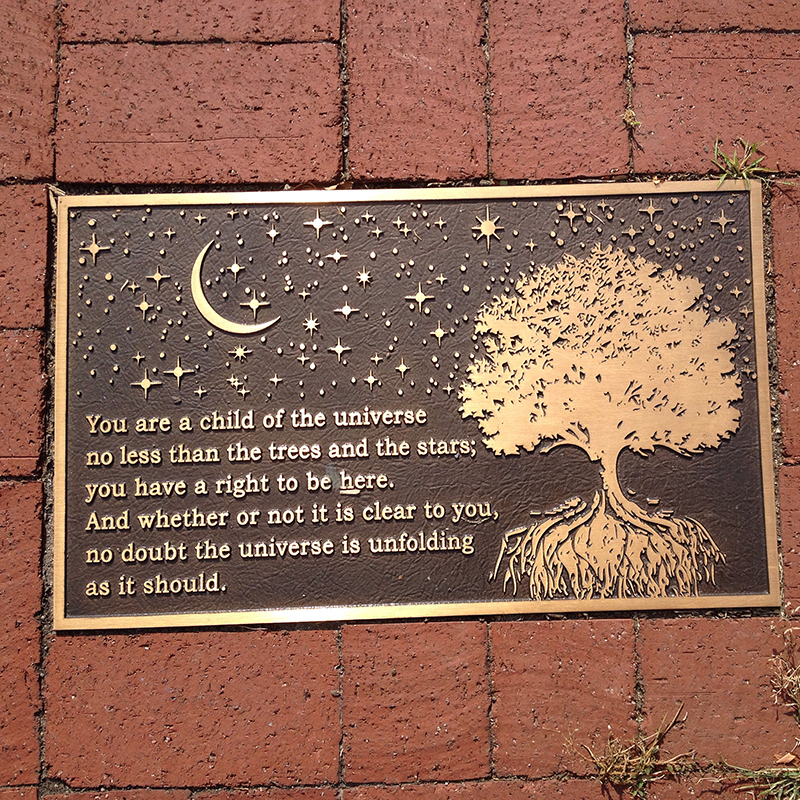 You are a child of the universe
no less than the trees and the stars;
you have a right to be here.
And whether or not it is clear to you,
no doubt the universe is unfolding
as it should.